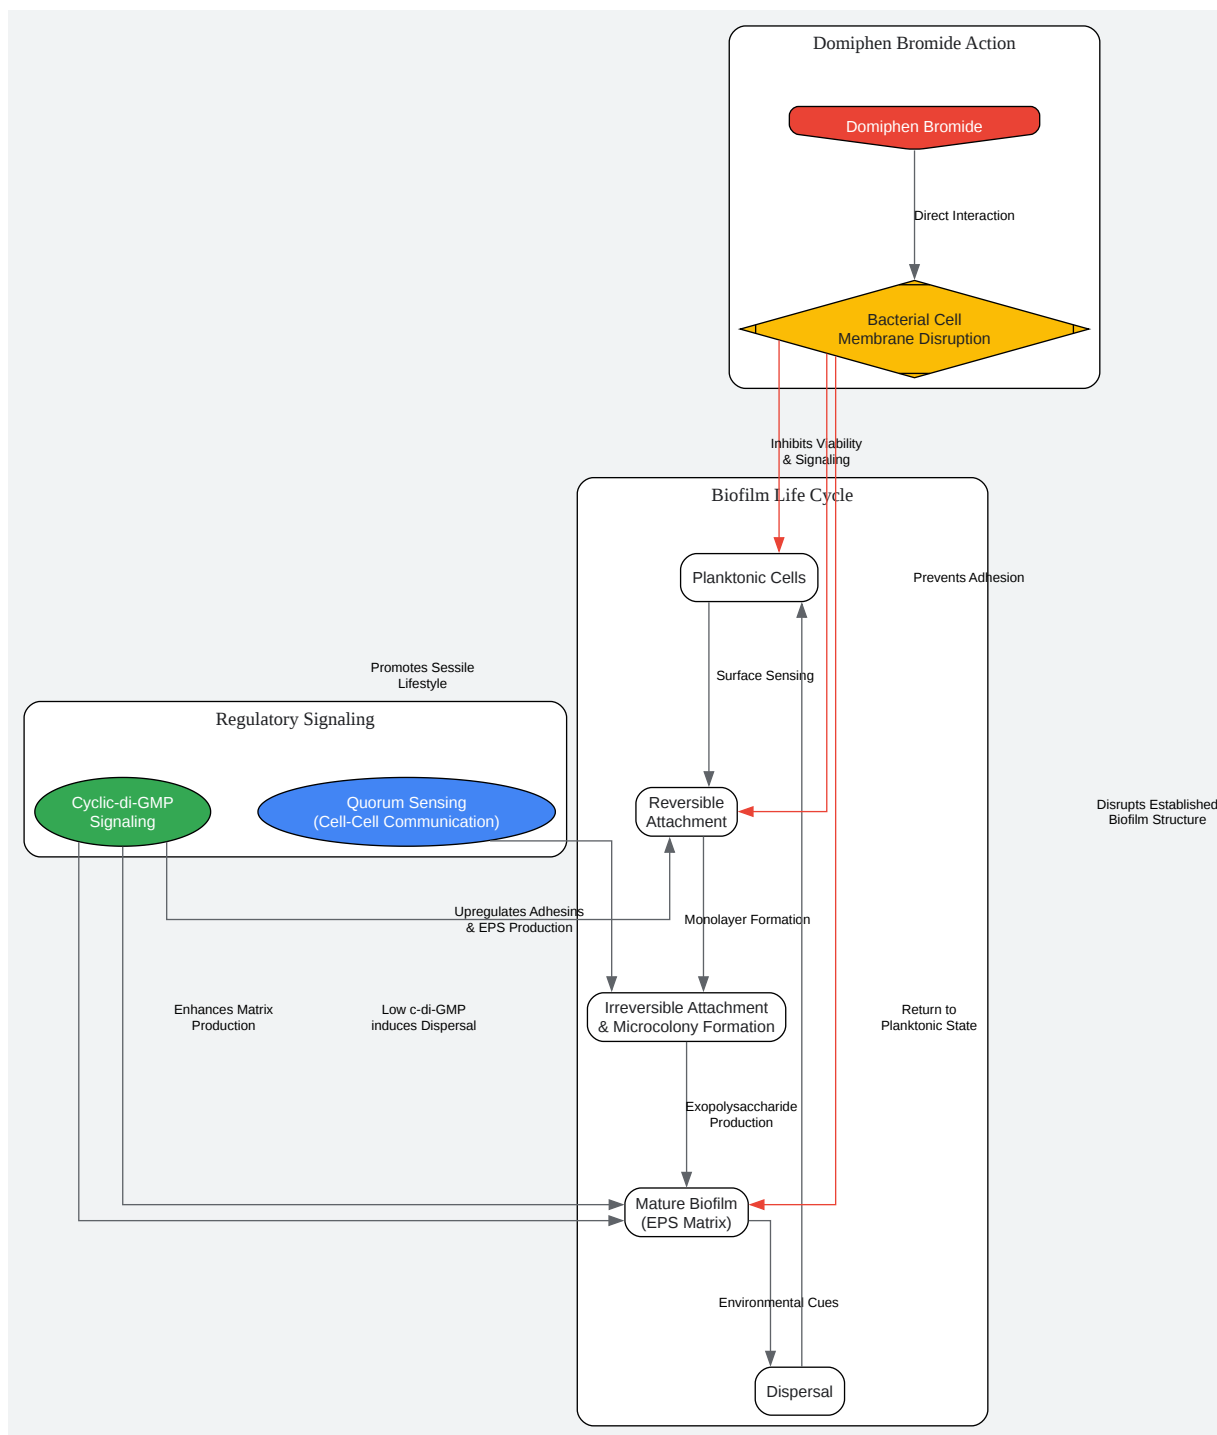 Domiphen Bromide Action
Domiphen Bromide
Direct Interaction
Bacterial Cell
Membrane Disruption
Inhibits Viability
& Signaling
Biofilm Life Cycle
Planktonic Cells
Prevents Adhesion
Promotes Sessile
Lifestyle
Surface Sensing
Regulatory Signaling
Cyclic-di-GMP
Signaling
Quorum Sensing
(Cell-Cell Communication)
Reversible
Attachment
Disrupts Established
Biofilm Structure
Upregulates Adhesins
& EPS Production
Monolayer Formation
Enhances Matrix
Production
Low c-di-GMP
induces Dispersal
Irreversible Attachment
& Microcolony Formation
Return to
Planktonic State
Exopolysaccharide
Production
Mature Biofilm
(EPS Matrix)
Environmental Cues
Dispersal